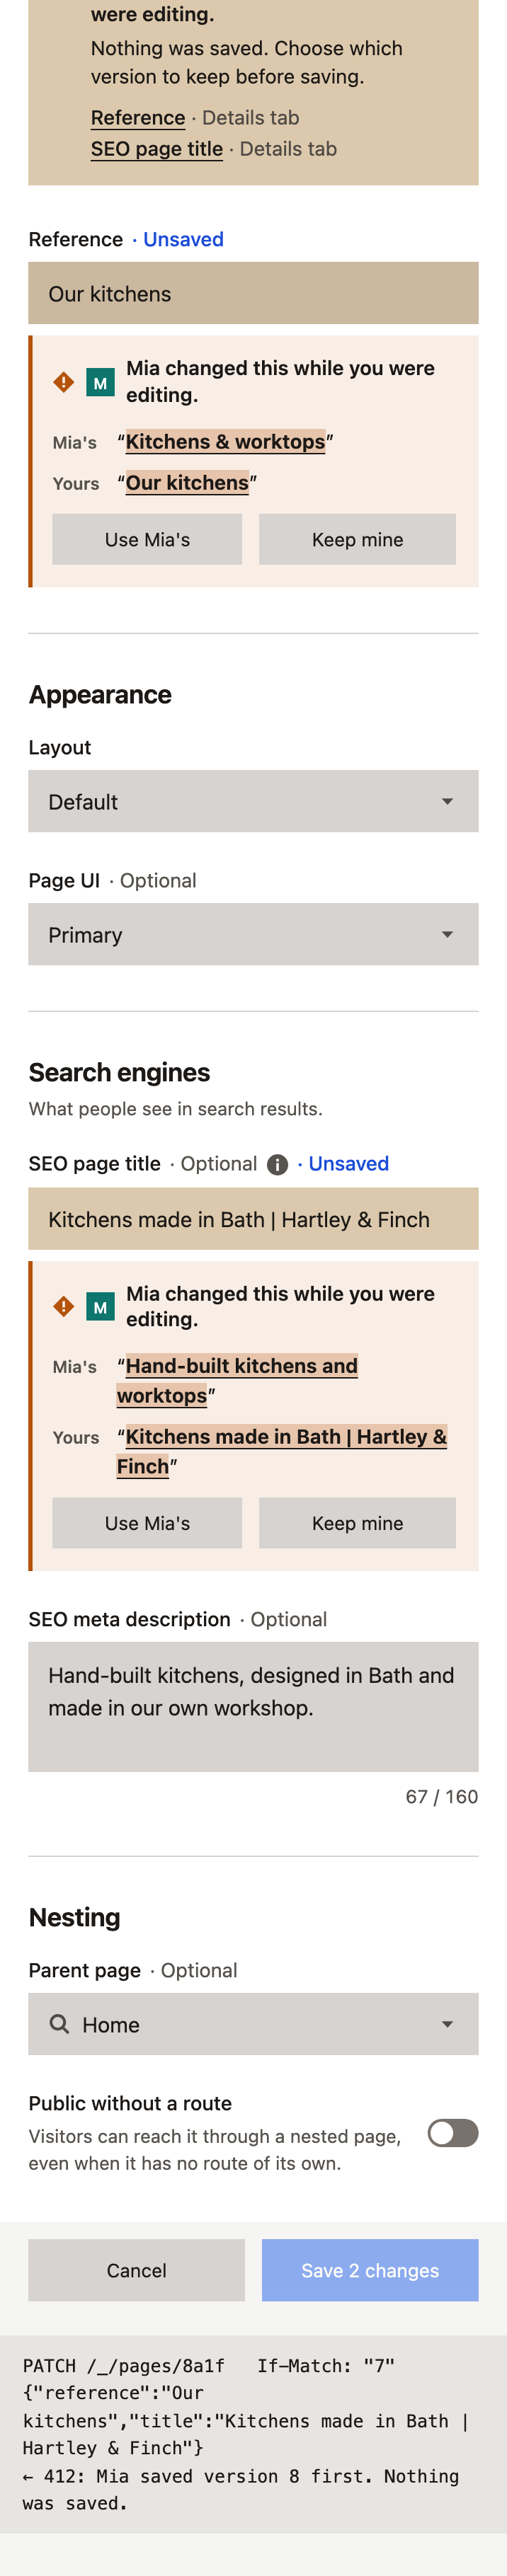 were editing.
Nothing was saved. Choose which
version to keep before saving.
Reference · Details tab
SEO page title · Details tab
Reference · Unsaved
Our kitchens
M
Mia changed this while you were
editing.
Mia's “Kitchens & worktops”
Yours “Our kitchens”
Use Mia's Keep mine
Appearance
Layout
Default
Page UI · Optional
Primary
Search engines
What people see in search results.
SEO page title · Optional i · Unsaved
Kitchens made in Bath | Hartley & Finch
M
Mia changed this while you were
editing.
Mia's “Hand-built kitchens and
worktops”
Yours “Kitchens made in Bath | Hartley &
Finch”
Use Mia's Keep mine
SEO meta description · Optional
Hand-built kitchens, designed in Bath and
made in our own workshop.
67 / 160
Nesting
Parent page · Optional
Home
Public without a route
Visitors can reach it through a nested page,
even when it has no route of its own.
Cancel Save 2 changes
PATCH /_/pages/8a1f If-Match: "7"
{"reference":"Our
kitchens","title":"Kitchens made in Bath |
Hartley & Finch"}
← 412: Mia saved version 8 first. Nothing
was saved.